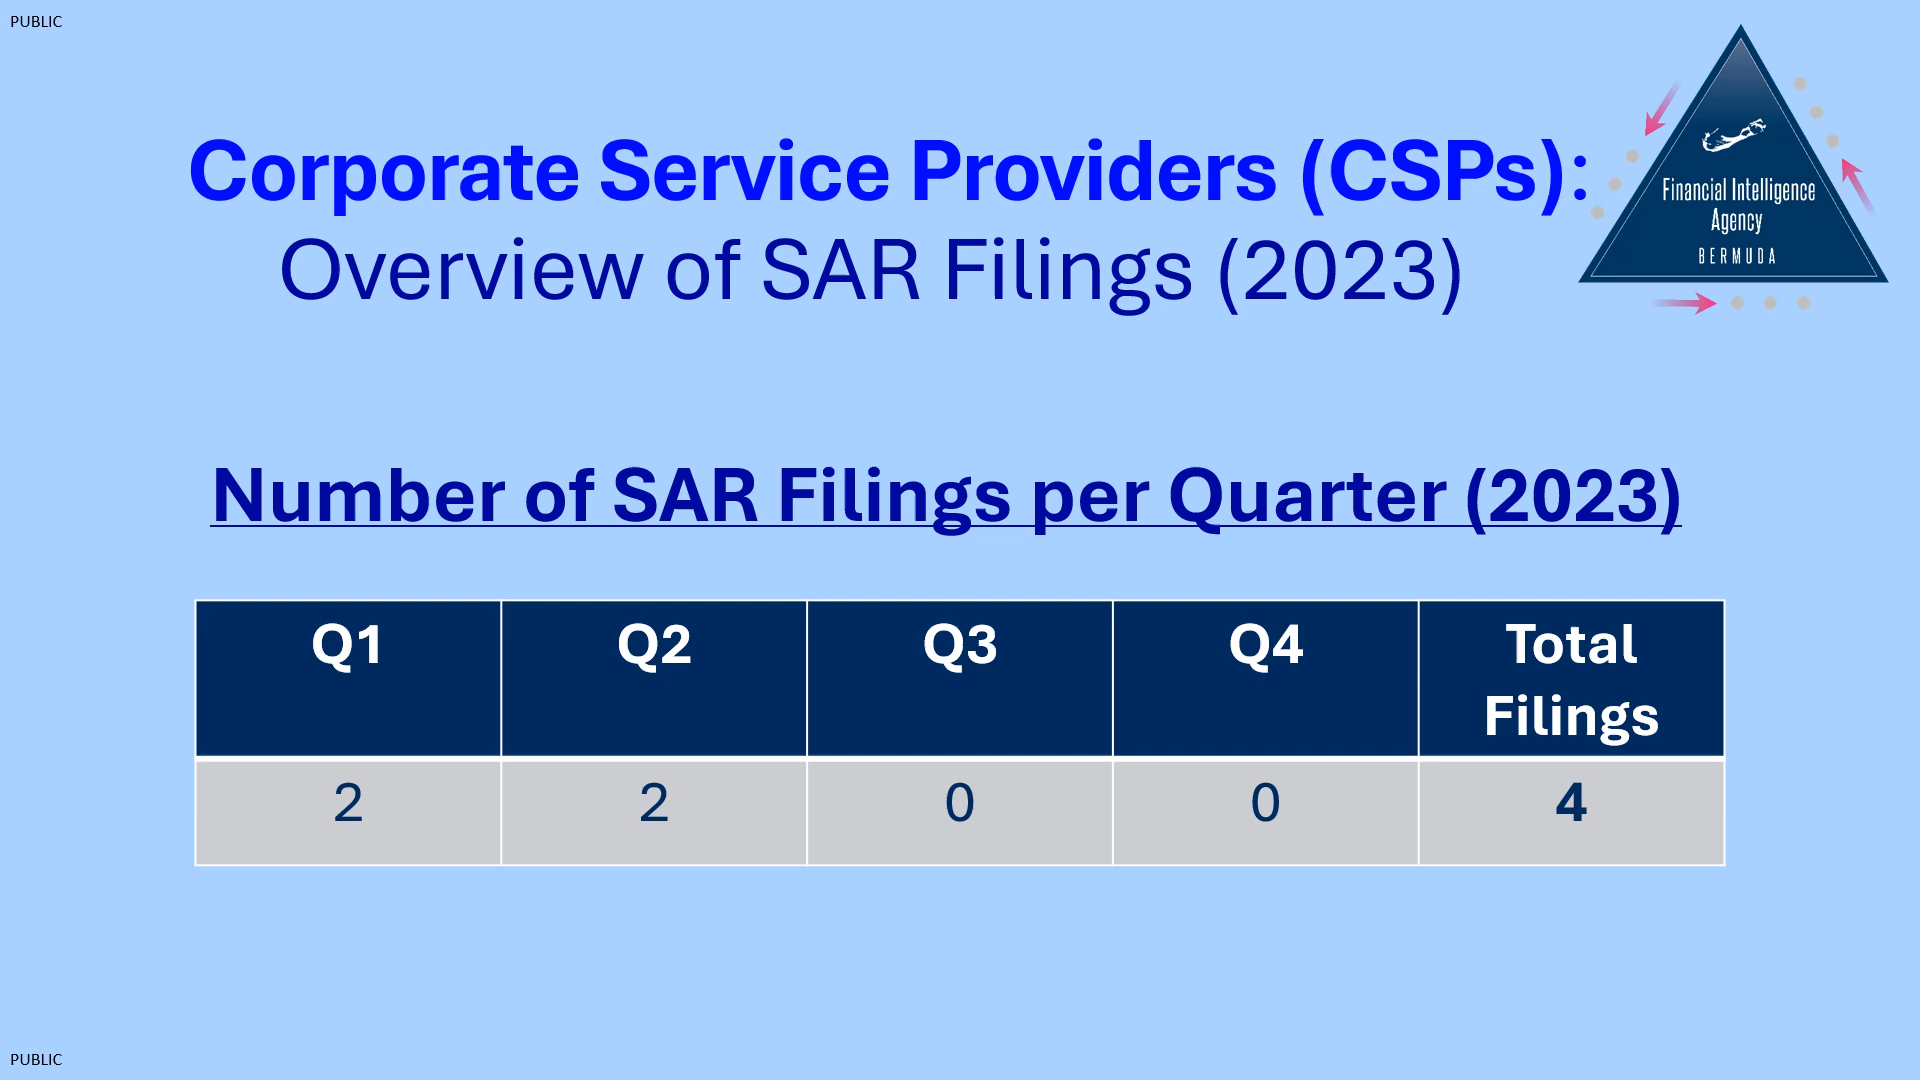 PUBLIC
Corporate Service Providers (CSPs):
Overview of SAR Filings (2023)
Financial Intelligence
Agency
BERMUDA
Number of SAR Filings per Quarter (2023)
Q1 Q2 Q3 Q4 Total
Filings
2 2 0 0 4
PUBLIC